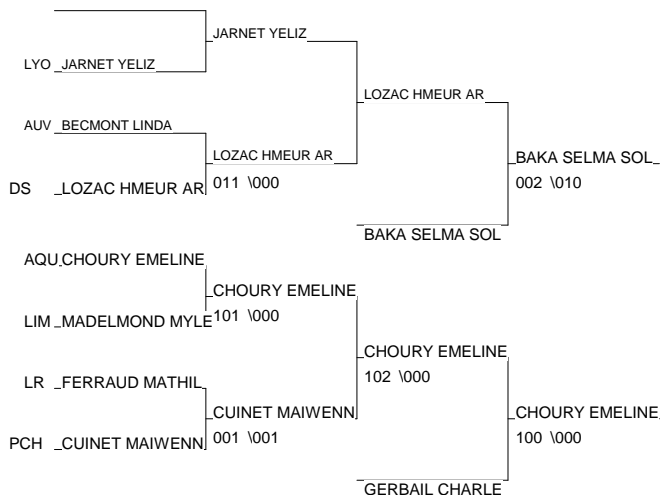 JARNET YELIZ
LYO JARNET YELIZ
LOZAC HMEUR AR
AUV BECMONT LINDA
LOZAC HMEUR AR
BAKA SELMA SOL
011 \000
002 \010
DS LOZAC HMEUR AR
BAKA SELMA SOL
AQU CHOURY EMELINE
CHOURY EMELINE
101 \000
LIM MADELMOND MYLE
CHOURY EMELINE
102 \000
LR FERRAUD MATHIL
CUINET MAIWENN
CHOURY EMELINE
001 \001
100 \000
PCH CUINET MAIWENN
GERBAIL CHARLE